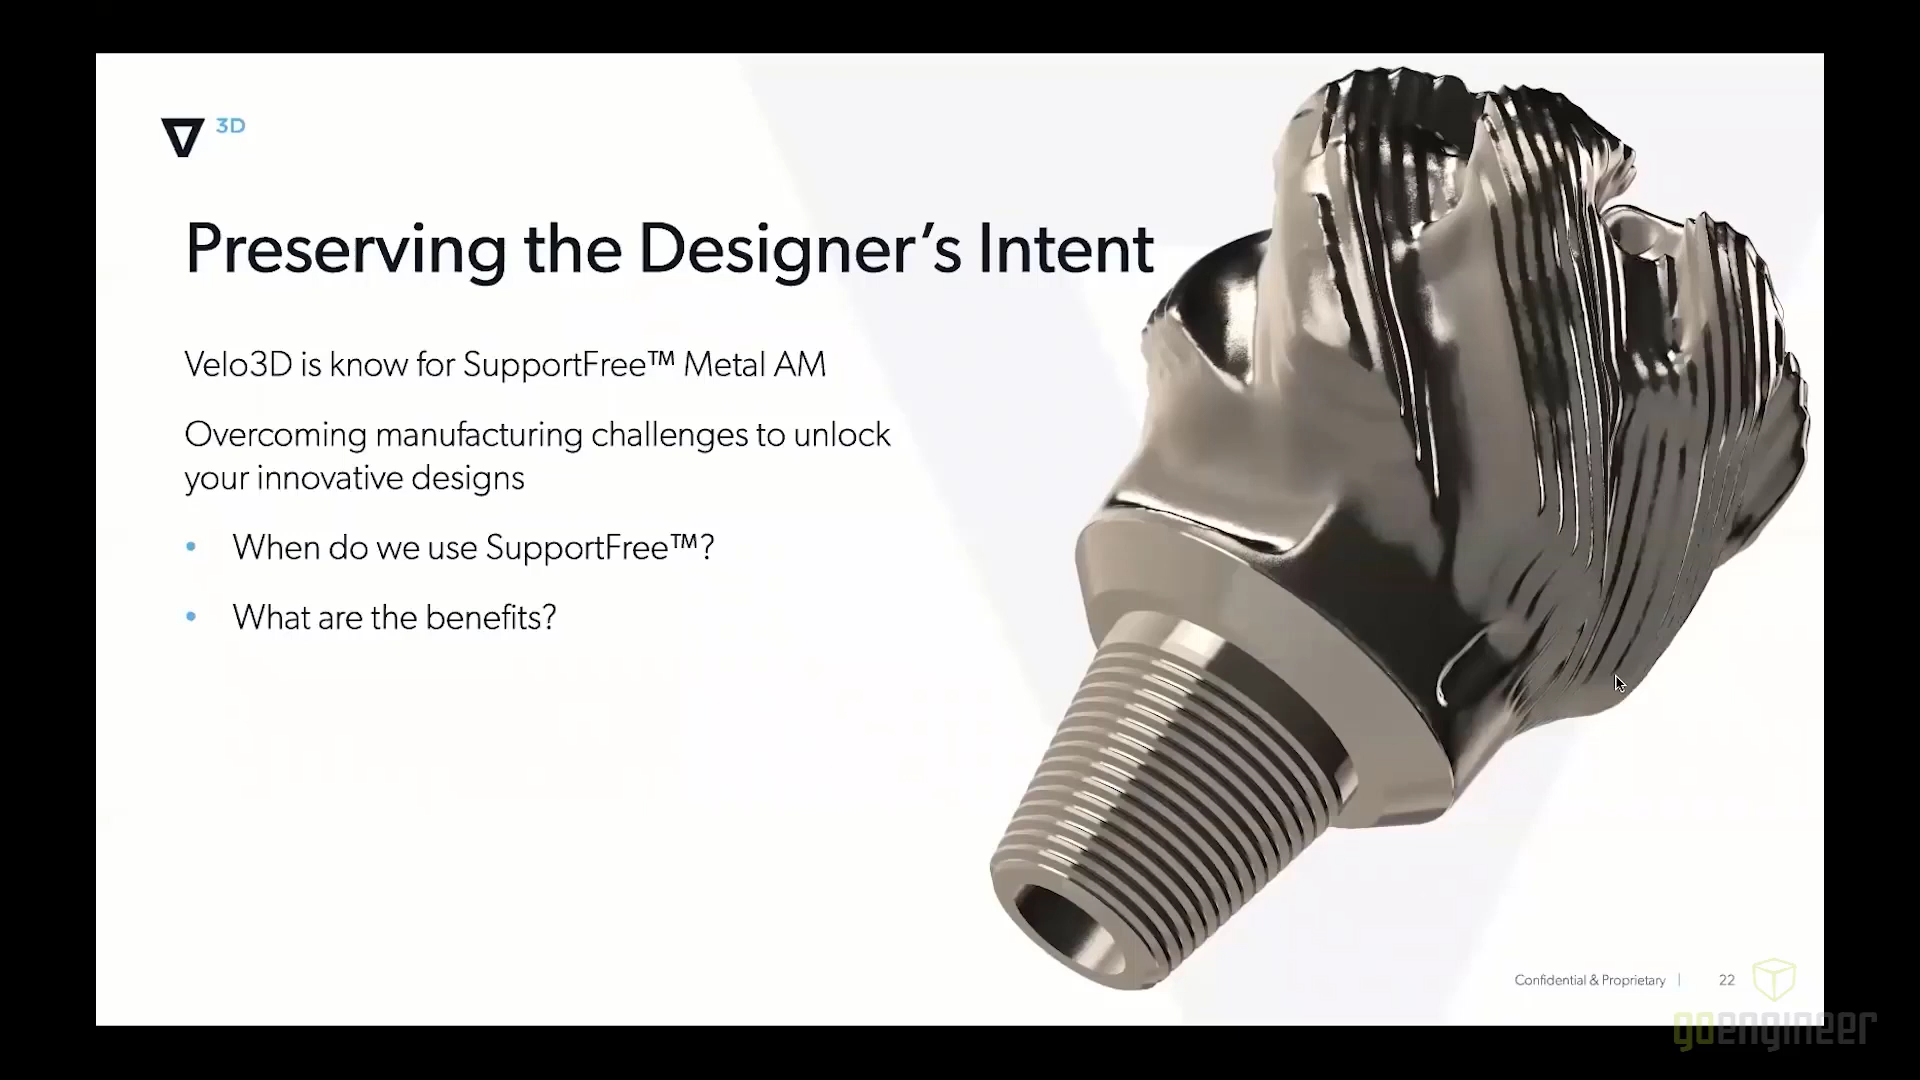 3D
Preserving the Designer’s Intent
Velo3D is know for SupportFree™ Metal AM
Overcoming manufacturing challenges to unlock
your innovative designs
• When do we use SupportFree™?
• What are the benefits?
Confidential & Proprietary | 22
goengineer